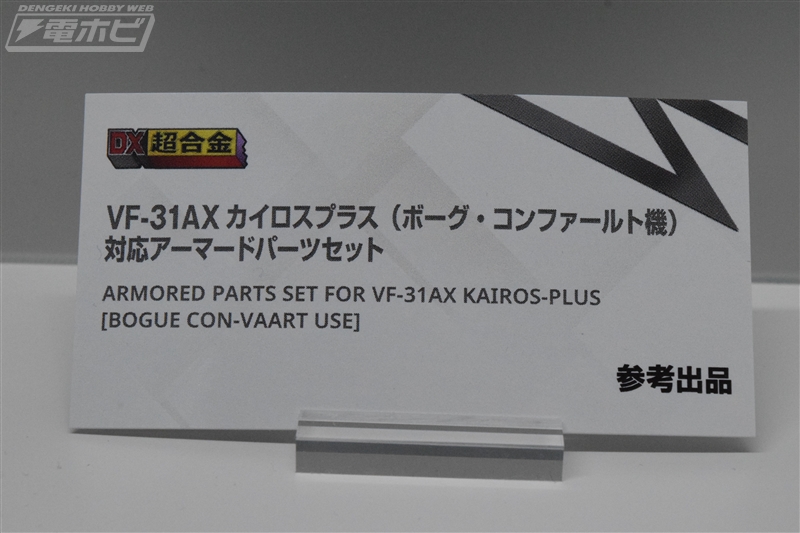 DENGEKI HOBBY WEB
電ホビ
DX超合金
VF-31AX カイロスプラス（ボーグ・コンファールト機）
対応アーマードパーツセット
ARMORED PARTS SET FOR VF-31AX KAIROS-PLUS
[BOGUE CON-VAART USE]
参考出品